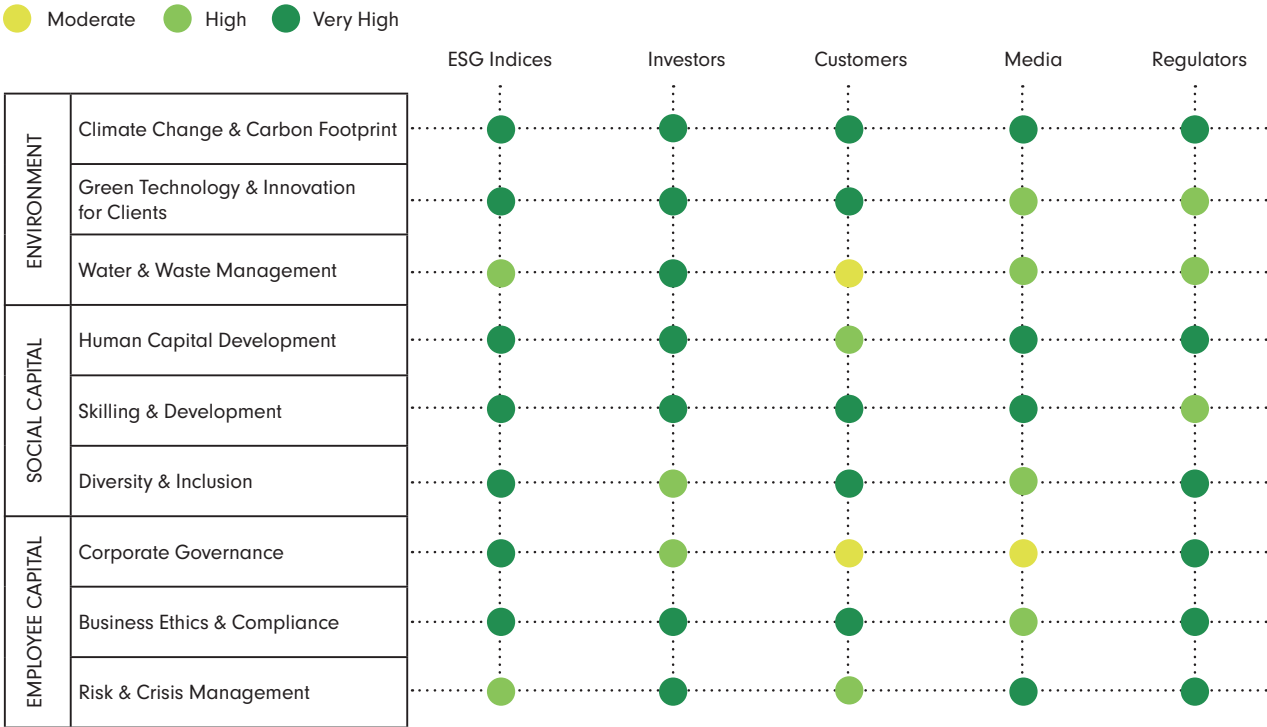 Moderate High Very High
ESG Indices Investors Customers Media Regulators
ENVIRONMENT
Climate Change & Carbon Footprint
Green Technology & Innovation
for Clients
Water & Waste Management
SOCIAL CAPITAL
Human Capital Development
Skilling & Development
Diversity & Inclusion
EMPLOYEE CAPITAL
Corporate Governance
Business Ethics & Compliance
Risk & Crisis Management